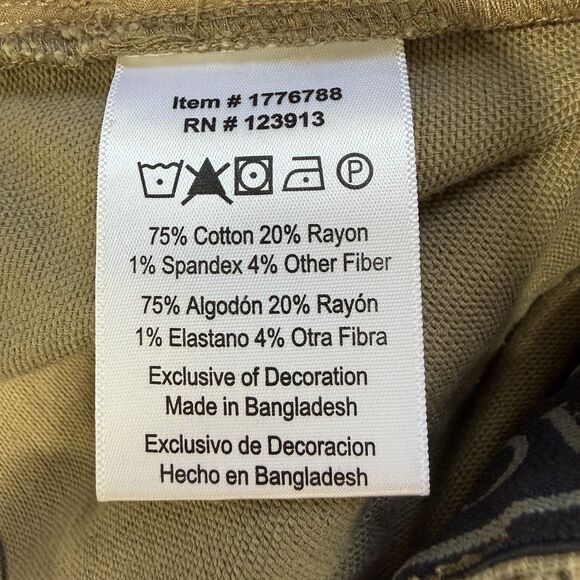 Item # 1776788
RN # 123913
P
75% Cotton 20% Rayon
1% Spandex 4% Other Fiber
75% Algodón 20% Rayón
1% Elastano 4% Otra Fibra
Exclusive of Decoration
Made in Bangladesh
Exclusivo de Decoracion
Hecho en Bangladesh